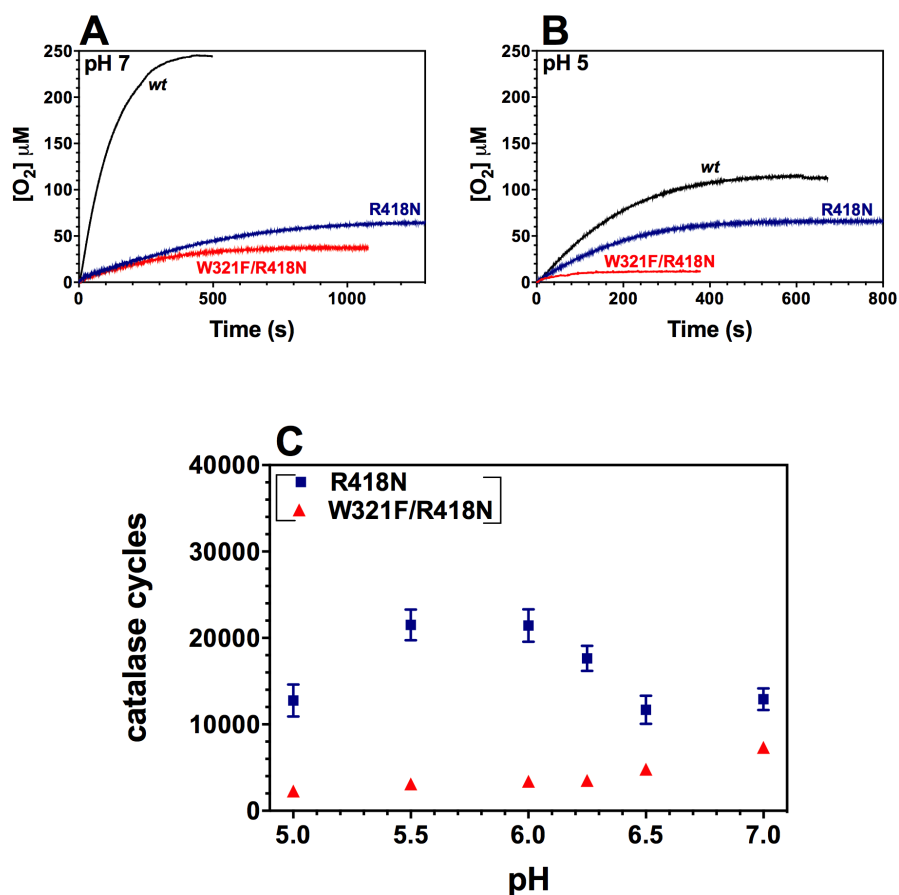 A
pH 7
250
200
150
100
50
0
[O₂] μM
wt
R418N
W321F/R418N
0 500 1000
Time (s)
B
pH 5
250
200
150
100
50
0
[O₂] μM
wt
R418N
W321F/R418N
0 200 400 600 800
Time (s)
C
R418N
W321F/R418N
40000
30000
20000
10000
0
catalase cycles
5.0 5.5 6.0 6.5 7.0
pH